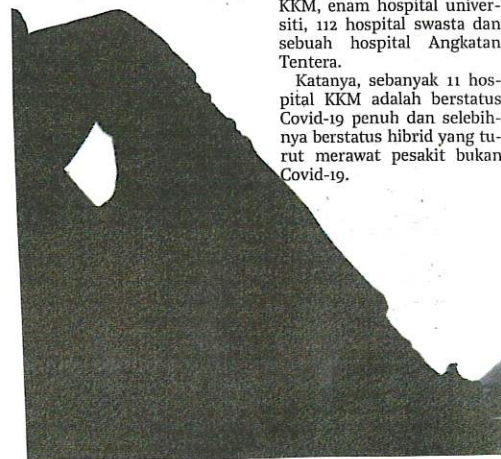 KKM, enam hospital univer-
siti, 112 hospital swasta dan
sebuah hospital Angkatan
Tentera.
Katanya, sebanyak 11 hos-
pital KKM adalah berstatus
Covid-19 penuh dan selebih-
nya berstatus hibrid yang tu-
rut merawat pesakit bukan
Covid-19.